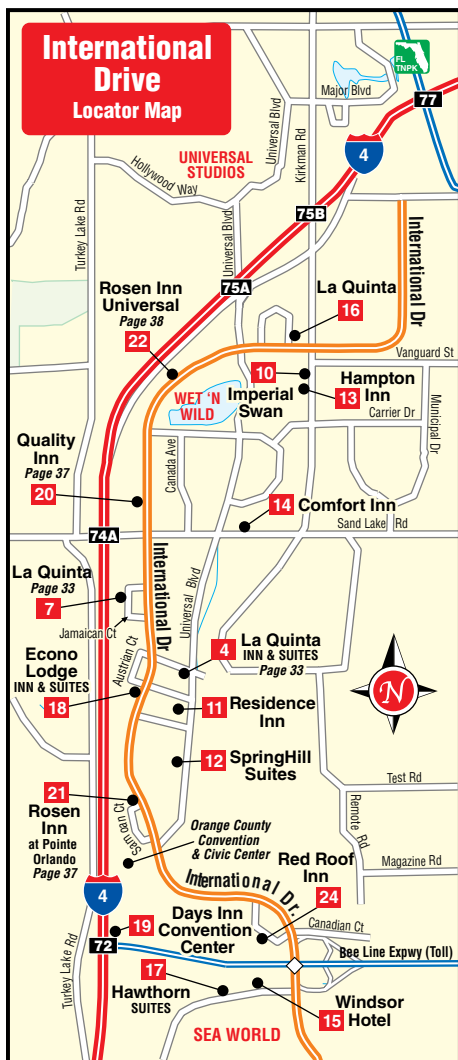 International
Drive
Locator Map
FL
TNPK
Major Blvd
77
Universal Blvd
Kirkman Rd
4
UNIVERSAL
STUDIOS
Hollywood Way
Turkey Lake Rd
Universal Blvd
75B
International Dr
75A
Rosen Inn
Universal
Page 38
22
La Quinta
16
Vanguard St
10
Imperial
Swan
Hampton
Inn
13
WET 'N
WILD
Carrier Dr
Municipal Dr
Quality
Inn
Page 37
20
Canada Ave
14
Comfort Inn
Sand Lake Rd
74A
International Dr
Universal Blvd
La Quinta
Page 33
7
Jamaican Ct
Austrian Ct
4
La Quinta
INN & SUITES
Page 33
Econo
Lodge
INN & SUITES
18
N
11
Residence
Inn
12
SpringHill
Suites
Test Rd
21
Rosen
Inn
at Pointe
Orlando
Page 37
Samoan Ct
Orange County
Convention
& Civic Center
Remote Rd
Magazine Rd
Red Roof
Inn
24
International Dr.
4
19
Days Inn
Convention
Center
Canadian Ct
72
Bee Line Expwy (Toll)
Turkey Lake Rd
17
Hawthorn
SUITES
15
Windsor
Hotel
SEA WORLD